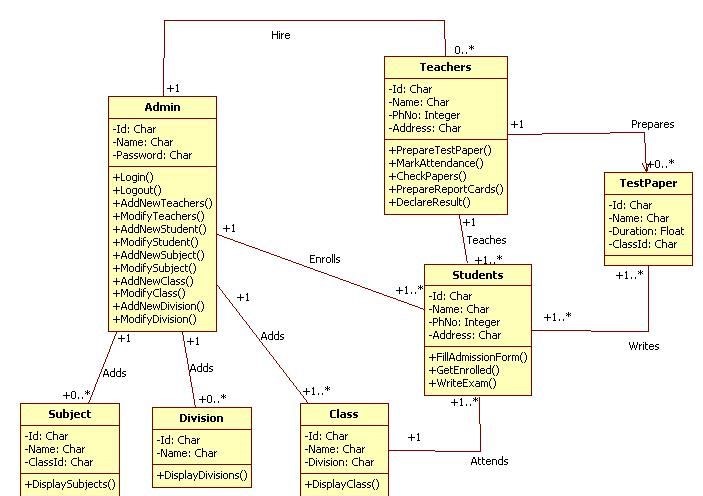 Hire
0..*
+1
Teachers
-Id: Char
-Name: Char
-PhNo: Integer
-Address: Char
+PrepareTestPaper()
+MarkAttendance()
+CheckPapers()
+PrepareReportCards()
+DeclareResult()
Admin
-Id: Char
-Name: Char
-Password: Char
+Login()
+Logout()
+AddNewTeachers()
+ModifyTeachers()
+AddNewStudent()
+ModifyStudent()
+AddNewSubject()
+ModifySubject()
+AddNewClass()
+ModifyClass()
+AddNewDivision()
+ModifyDivision()
+1
Prepares
+0..*
TestPaper
-Id: Char
-Name: Char
-Duration: Float
-ClassId: Char
+1
Teaches
+1..*
+1
Enrolls
+1..*
Students
-Id: Char
-Name: Char
-PhNo: Integer
-Address: Char
+FillAdmissionForm()
+GetEnrolled()
+WriteExam()
+1..*
+1..*
Writes
+1
Adds
+0..*
+1
Adds
+0..*
+1
Adds
+1..*
Subject
-Id: Char
-Name: Char
-ClassId: Char
+DisplaySubjects()
Division
-Id: Char
-Name: Char
+DisplayDivisions()
Class
-Id: Char
-Name: Char
-Division: Char
+DisplayClass()
+1..*
+1
Attends